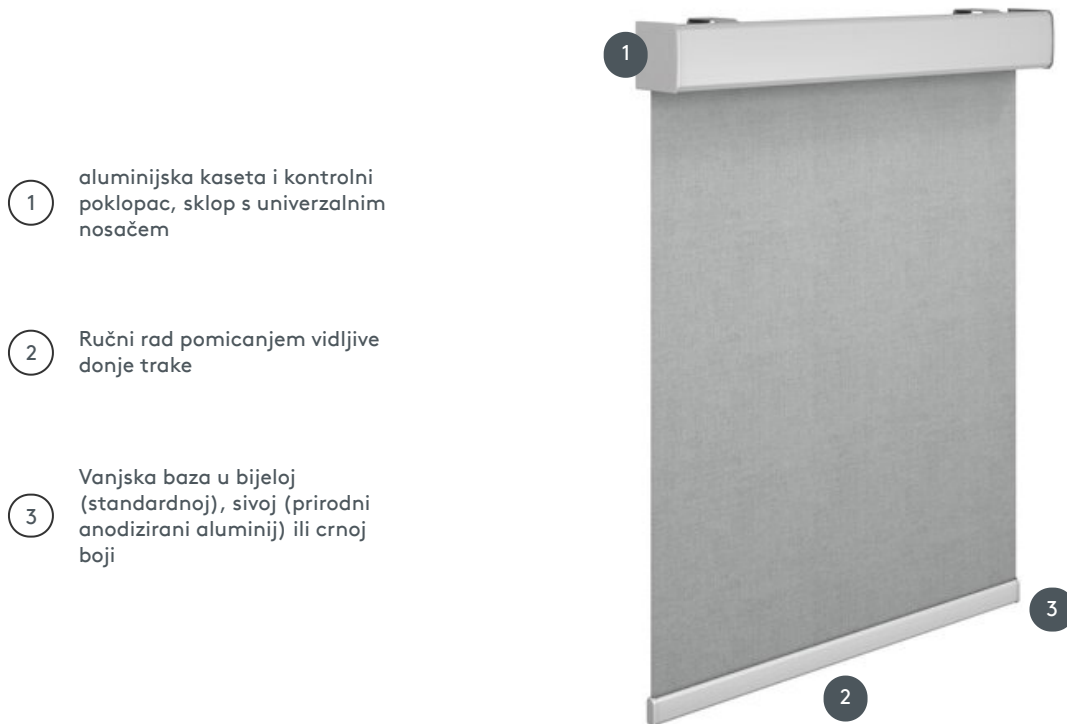 1
aluminijska kaseta i kontrolni
poklopac, sklop s univerzalnim
nosačem
2
Ručni rad pomicanjem vidljive
donje trake
3
Vanjska baza u bijeloj
(standardnoj), sivoj (prirodni
anodizirani aluminij) ili crnoj
boji
1
3
2